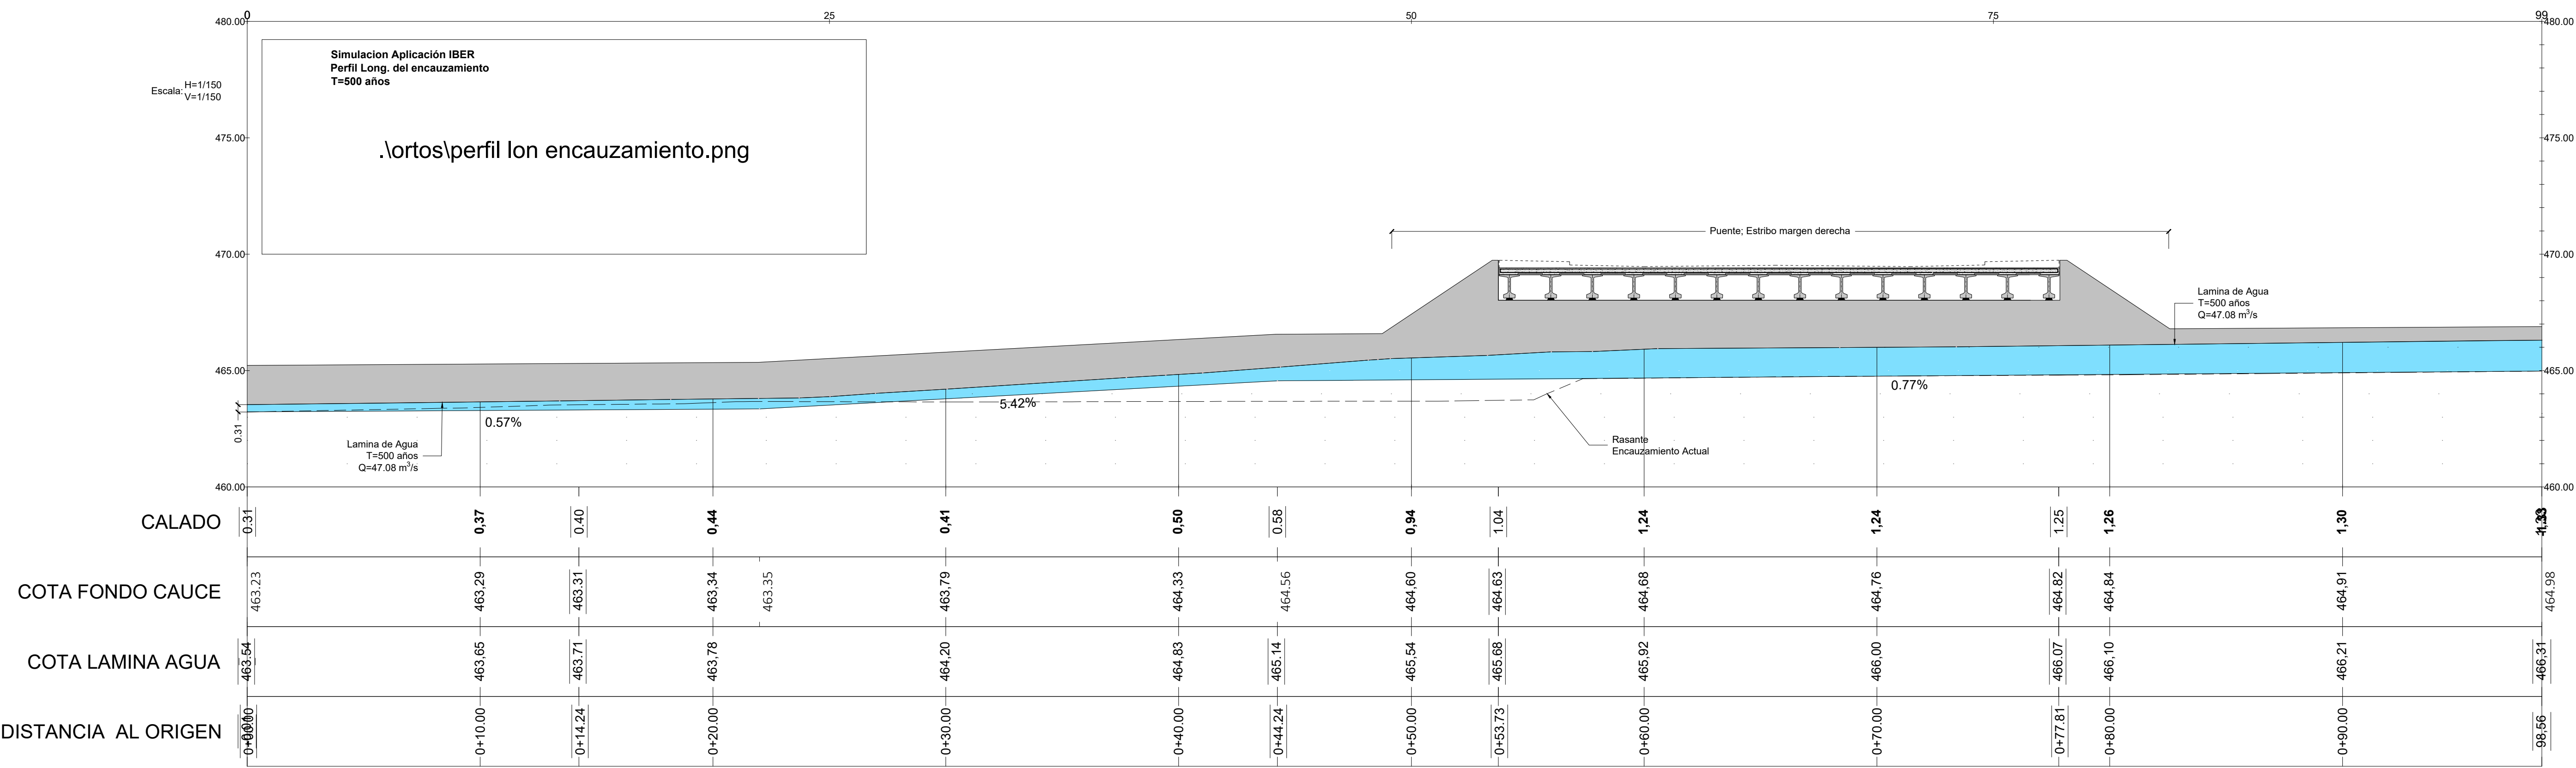 0 25 50 75 99
480.00 480.00
Simulacion Aplicación IBER
Perfil Long. del encauzamiento
T=500 años
Escala: H=1/150
V=1/150
475.00 475.00
.\ortos\perfil lon encauzamiento.png
Puente; Estribo margen derecha
470.00 470.00
Lamina de Agua
T=500 años
Q=47.08 m³/s
465.00 465.00
0.77%
5.42%
0.57%
0.31
Lamina de Agua
T=500 años
Q=47.08 m³/s
Rasante
Encauzamiento Actual
460.00 460.00
CALADO 0.31 0,37 0.40 0,44 0,41 0,50 0.58 0,94 1.04 1,24 1,24 1.25 1,26 1,30 1,33
COTA FONDO CAUCE 463.23 463,29 463.31 463,34 463.35 463,79 464,33 464.56 464,60 464.63 464,68 464,76 464.82 464,84 464,91 464.98
COTA LAMINA AGUA 463.54 463,65 463.71 463,78 464,20 464,83 465.14 465,54 465.68 465,92 466,00 466.07 466,10 466,21 466,31
DISTANCIA AL ORIGEN 0+00.00 0+10.00 0+14.24 0+20.00 0+30.00 0+40.00 0+44.24 0+50.00 0+53.73 0+60.00 0+70.00 0+77.81 0+80.00 0+90.00 98.56